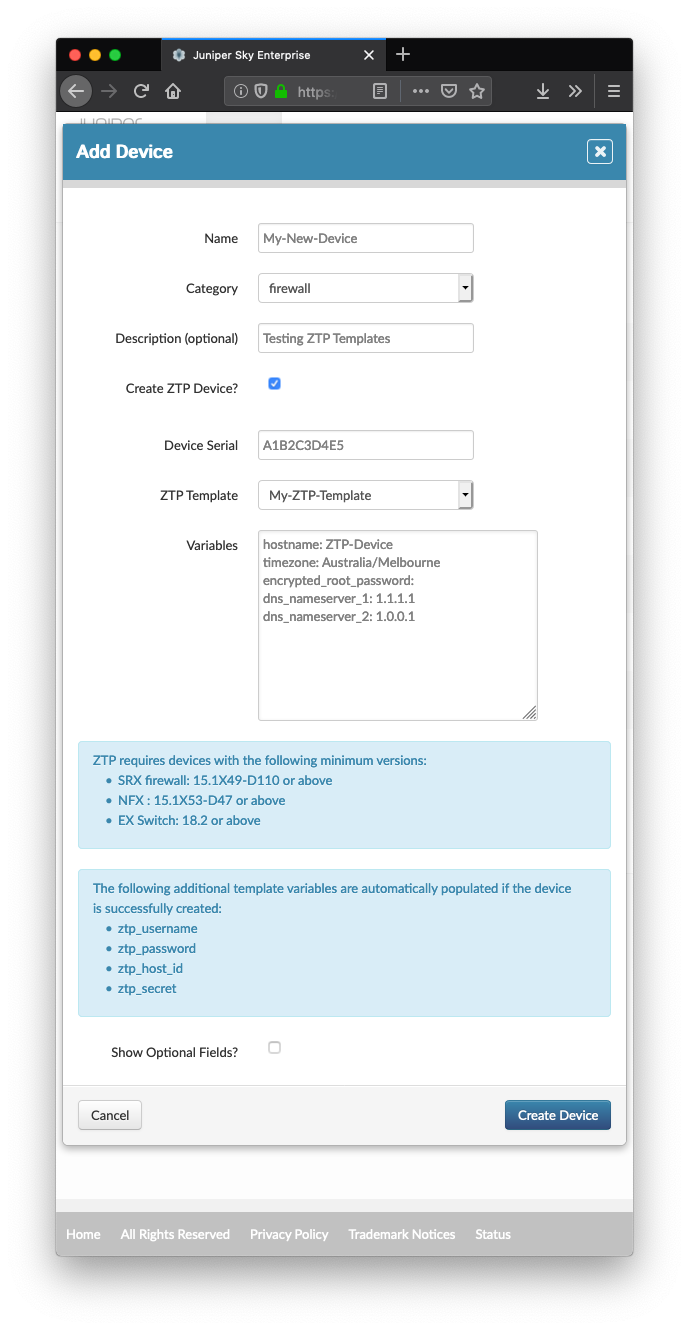 Juniper Sky Enterprise
https:
Add Device
Name
My-New-Device
Category
firewall
Description (optional)
Testing ZTP Templates
Create ZTP Device?
Device Serial
A1B2C3D4E5
ZTP Template
My-ZTP-Template
Variables
hostname: ZTP-Device
timezone: Australia/Melbourne
encrypted_root_password:
dns_nameserver_1: 1.1.1.1
dns_nameserver_2: 1.0.0.1
ZTP requires devices with the following minimum versions:
• SRX firewall: 15.1X49-D110 or above
• NFX : 15.1X53-D47 or above
• EX Switch: 18.2 or above
The following additional template variables are automatically populated if the device
is successfully created:
• ztp_username
• ztp_password
• ztp_host_id
• ztp_secret
Show Optional Fields?
Cancel
Create Device
Home All Rights Reserved Privacy Policy Trademark Notices Status